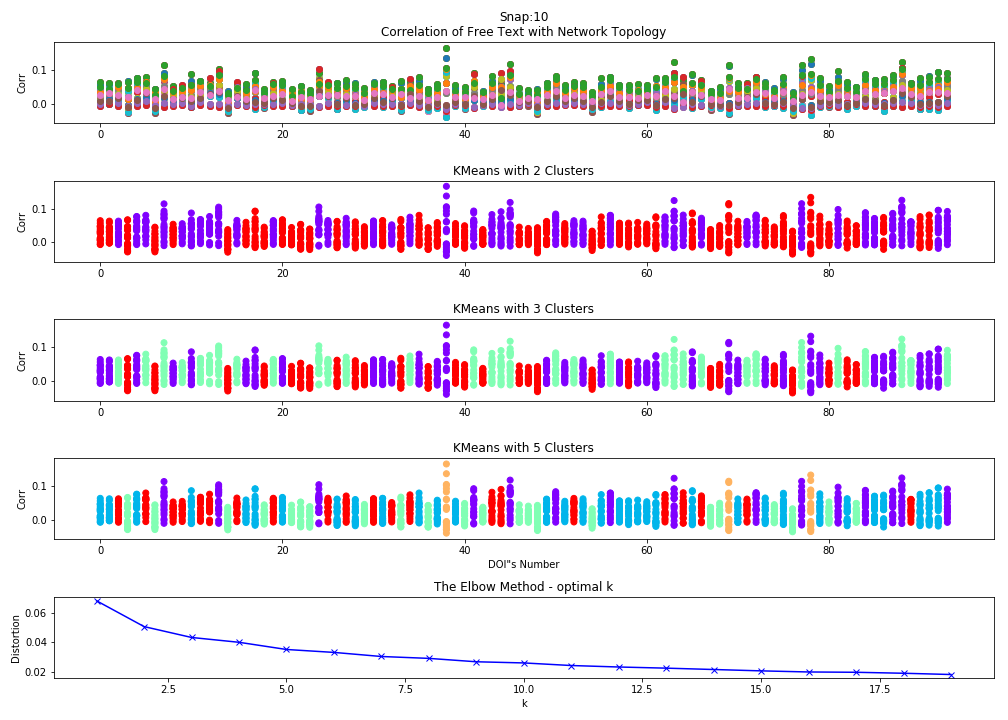 Snap:10
Correlation of Free Text with Network Topology
Corr
0.1
0.0
0 20 40 60 80
KMeans with 2 Clusters
Corr
0.1
0.0
0 20 40 60 80
KMeans with 3 Clusters
Corr
0.1
0.0
0 20 40 60 80
KMeans with 5 Clusters
Corr
0.1
0.0
0 20 40 60 80
DOI"s Number
The Elbow Method - optimal k
Distortion
0.06
0.04
0.02
2.5 5.0 7.5 10.0 12.5 15.0 17.5
k